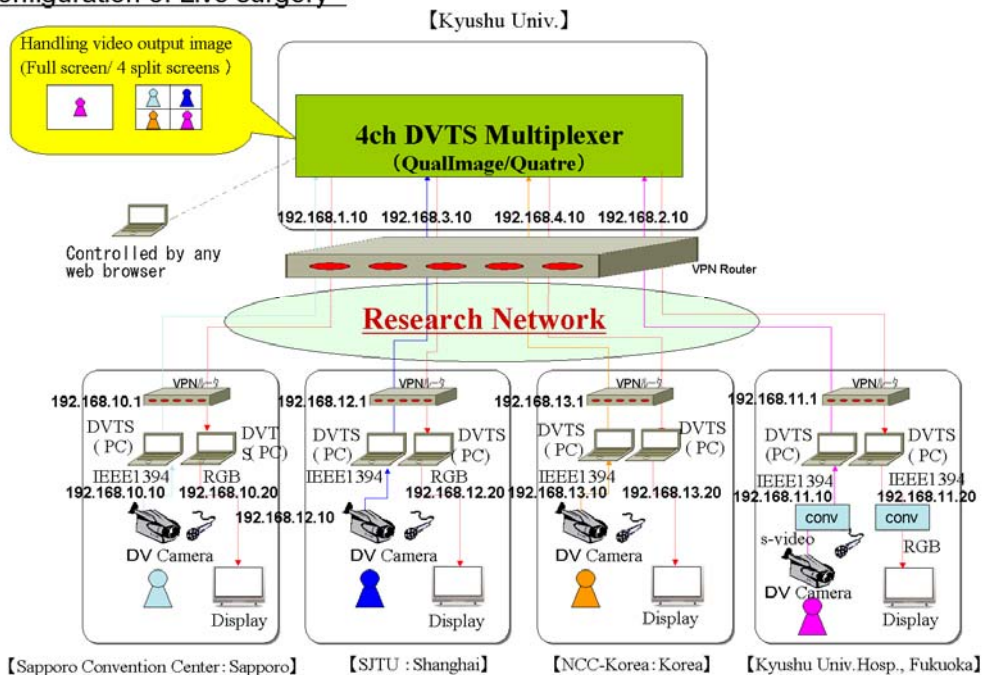 onfiguration of Live surgery
【Kyushu Univ.】
Handling video output image
(Full screen/ 4 split screens )
4ch DVTS Multiplexer
(QualImage/Quatre)
192.168.1.10 192.168.3.10 192.168.4.10 192.168.2.10
Controlled by any
web browser
VPN Router
Research Network
VPNルータ
192.168.10.1
DVTS
(PC)
DVT
S(PC)
IEEE1394 RGB
192.168.10.10 192.168.10.20
DV Camera
Display
【Sapporo Convention Center: Sapporo】
VPNルータ
192.168.12.1
DVTS
(PC)
DVTS
(PC)
IEEE1394 RGB
192.168.12.10 192.168.12.20
DV Camera
Display
【SJTU : Shanghai】
VPNルータ
192.168.13.1
DVTS
(PC)
DVTS
(PC)
IEEE1394
192.168.13.10 192.168.13.20
DV Camera
Display
【NCC-Korea: Korea】
VPNルータ
192.168.11.1
DVTS
(PC)
DVTS
(PC)
IEEE1394 IEEE1394
192.168.11.10 192.168.11.20
conv conv
s-video
RGB
DV Camera
Display
【Kyushu Univ.Hosp., Fukuoka】